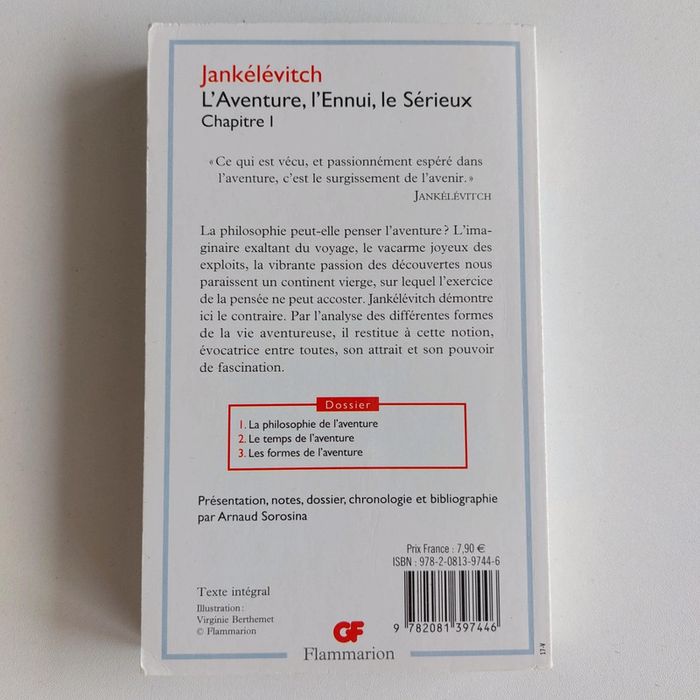 Jankélévitch
L'Aventure, l'Ennui, le Sérieux
Chapitre I
« Ce qui est vécu, et passionnément espéré dans
l'aventure, c'est le surgissement de l'avenir. »
JANKÉLÉVITCH
La philosophie peut-elle penser l'aventure ? L'ima-
ginaire exaltant du voyage, le vacarme joyeux des
exploits, la vibrante passion des découvertes nous
paraissent un continent vierge, sur lequel l'exercice
de la pensée ne peut accoster. Jankélévitch démontre
ici le contraire. Par l'analyse des différentes formes
de la vie aventureuse, il restitue à cette notion,
évocatrice entre toutes, son attrait et son pouvoir
de fascination.
Dossier
1. La philosophie de l'aventure
2. Le temps de l'aventure
3. Les formes de l'aventure
Présentation, notes, dossier, chronologie et bibliographie
par Arnaud Sorosina
Prix France : 7,90 €
ISBN : 978-2-0813-9744-6
Texte intégral
Illustration :
Virginie Berthemet
© Flammarion
9 782081 397446
GF
Flammarion
17-V